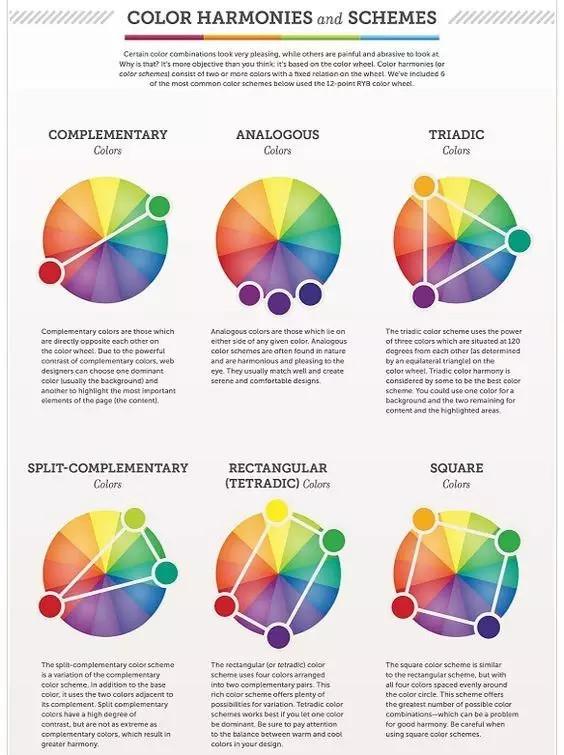 COLOR HARMONIES and SCHEMES
Certain color combinations look very pleasing, while others are painful and abrasive to look at.
Why is that? It's more objective than you think: it's based on the color wheel. Color harmonies (or
color schemes) consist of two or more colors with a fixed relation on the wheel. We've included 6
of the most common color schemes below used the 12-point RYB color wheel.
COMPLEMENTARY
Colors
Complementary colors are those which
are directly opposite each other on
the color wheel. Due to the powerful
contrast of complementary colors, web
designers can choose one dominant
color (usually the background) and
another to highlight the most important
elements of the page (the content).
ANALOGOUS
Colors
Analogous colors are those which lie on
either side of any given color. Analogous
color schemes are often found in nature
and are harmonious and pleasing to the
eye. They usually match well and create
serene and comfortable designs.
TRIADIC
Colors
The triadic color scheme uses the power
of three colors which are situated at 120
degrees from each other (as determined
by an equilateral triangle) on the
color wheel. Triadic color harmony is
considered by some to be the best color
scheme. You could use one color for a
background and the two remaining for
content and the highlighted areas.
SPLIT-COMPLEMENTARY
Colors
The split-complementary color scheme
is a variation of the complementary
color scheme. In addition to the base
color, it uses the two colors adjacent to
its complement. Split complementary
colors have a high degree of
contrast, but are not as extreme as
complementary colors, which result in
greater harmony.
RECTANGULAR
(TETRADIC) Colors
The rectangular (or tetradic) color
scheme uses four colors arranged
into two complementary pairs. This
rich color scheme offers plenty of
possibilities for variation. Tetradic color
schemes works best if you let one color
be dominant. Be sure to pay attention
to the balance between warm and cool
colors in your design.
SQUARE
Colors
The square color scheme is similar
to the rectangular scheme, but with
all four colors spaced evenly around
the color circle. This scheme offers
the greatest number of possible color
combinations—which can be a problem
for good harmony. Be careful when
using square color schemes.